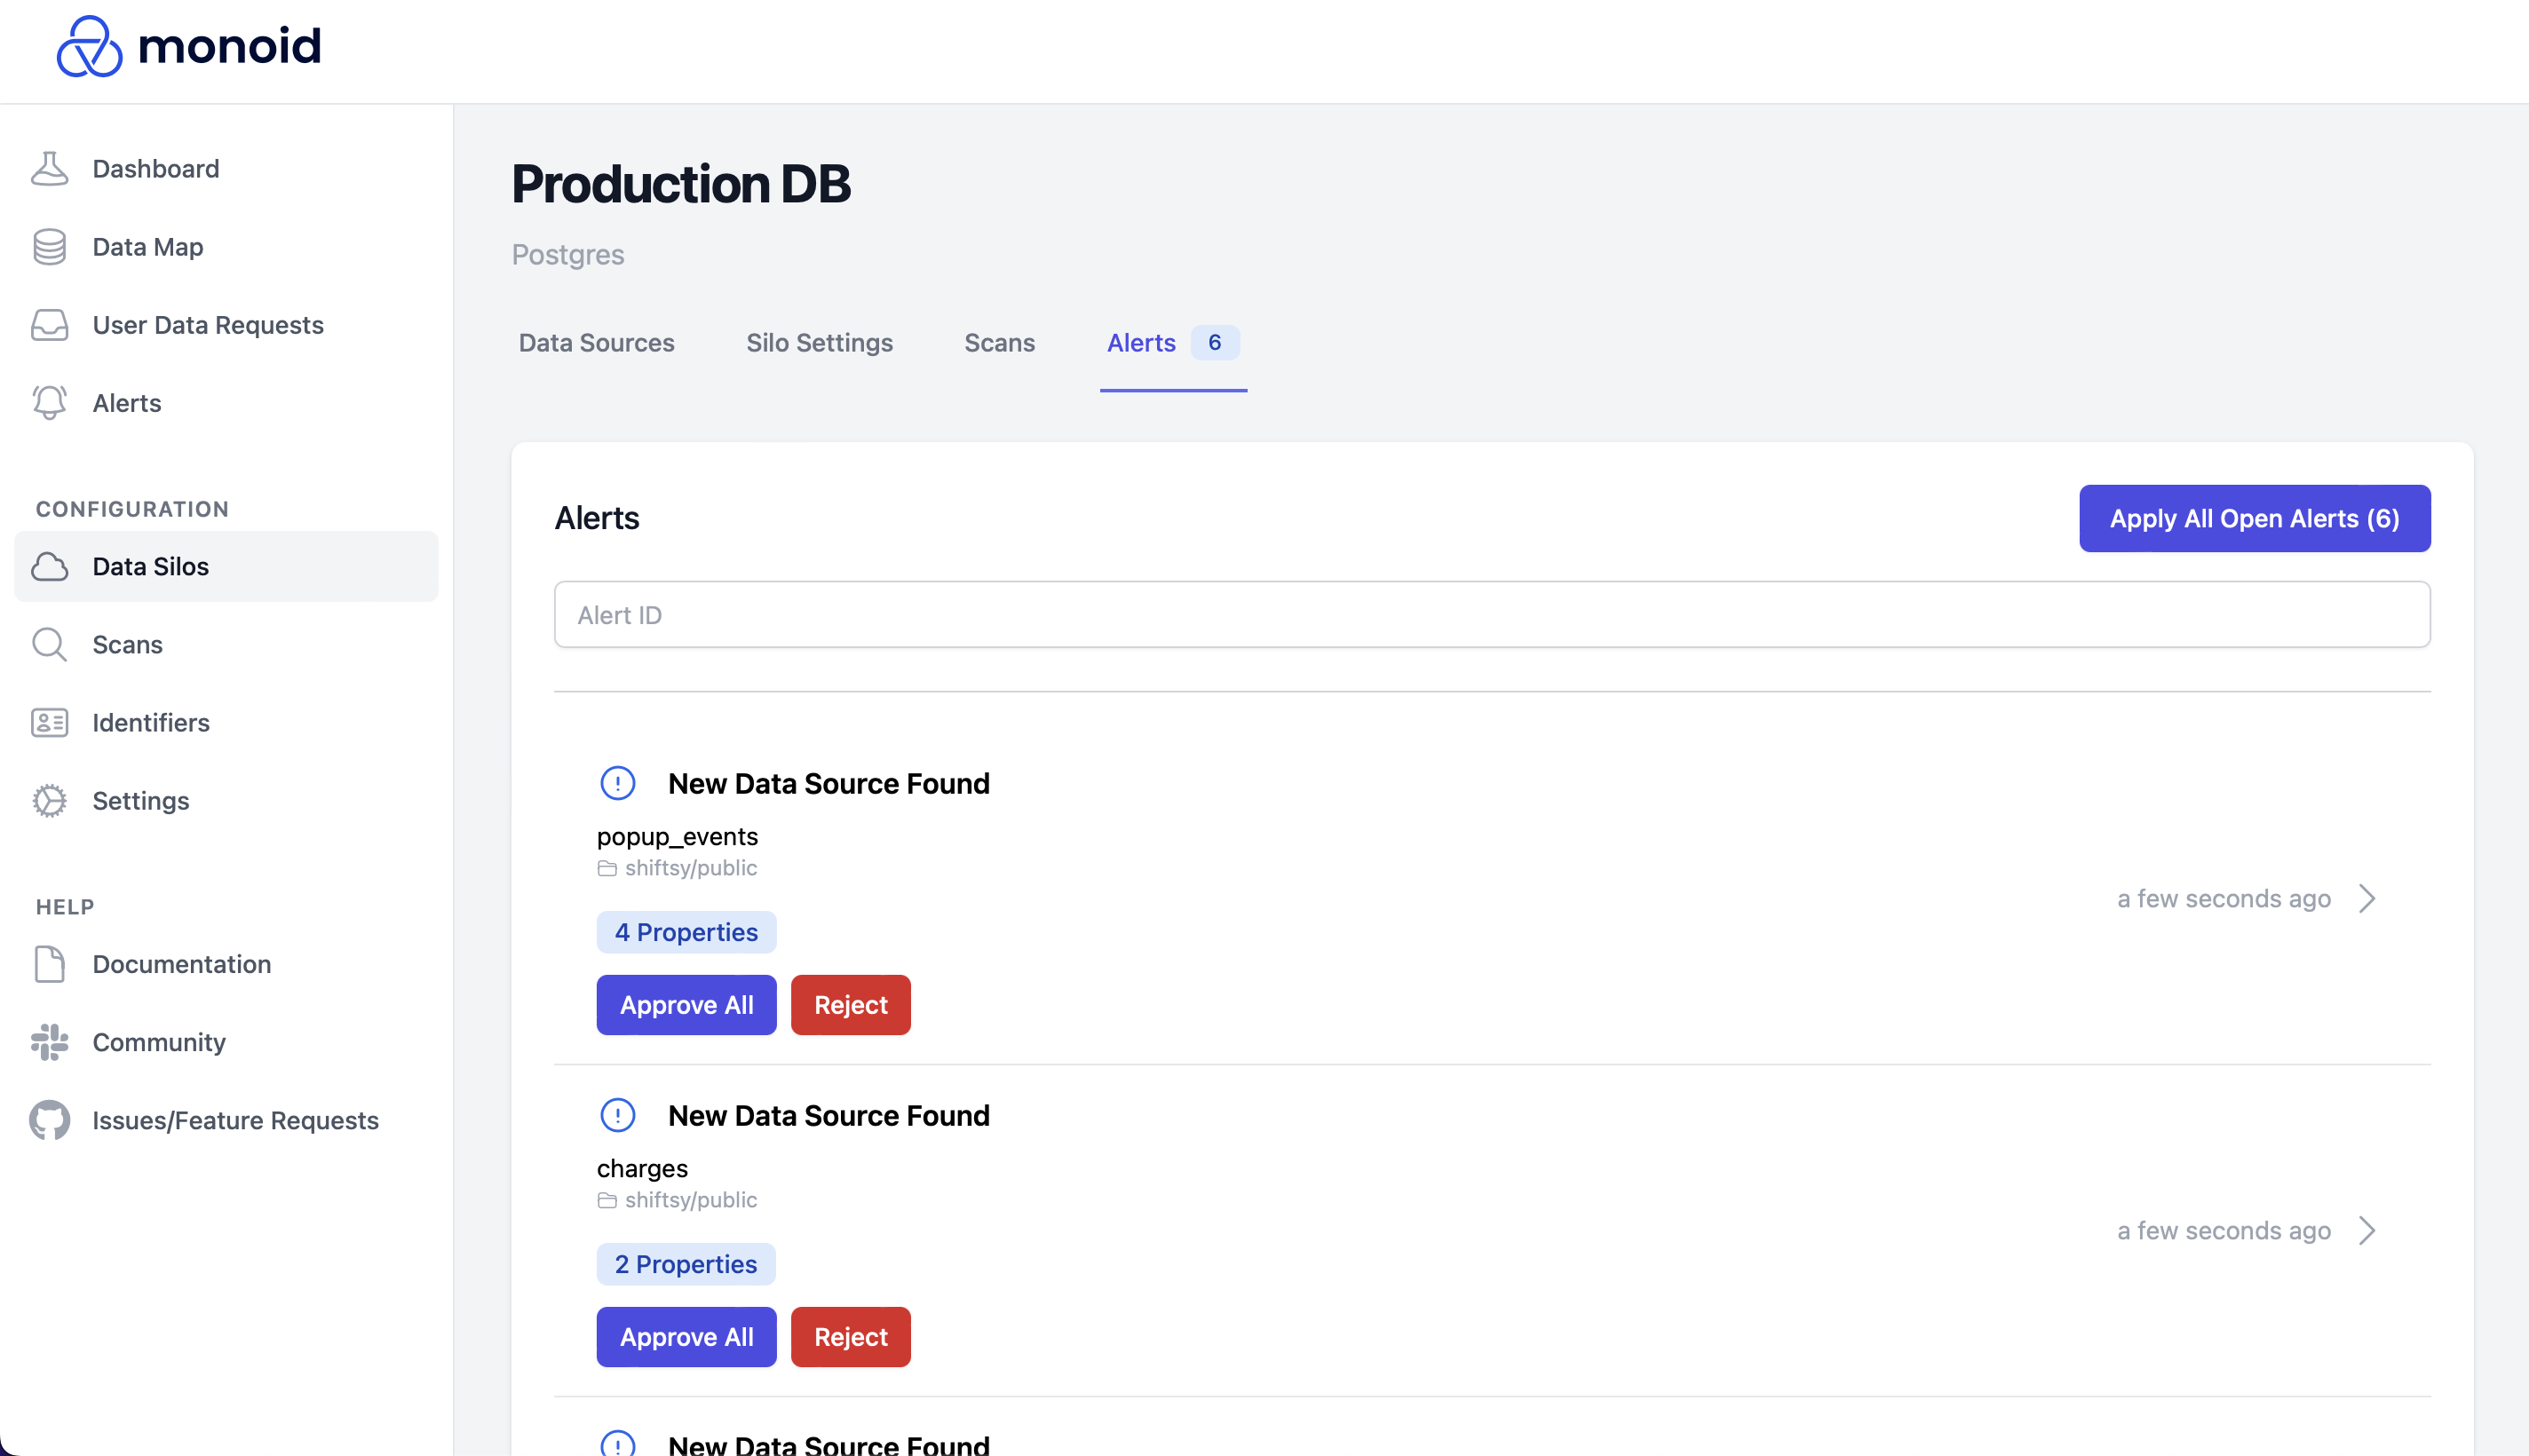 monoid
Dashboard
Data Map
User Data Requests
Alerts
CONFIGURATION
Data Silos
Scans
Identifiers
Settings
HELP
Documentation
Community
Issues/Feature Requests
Production DB
Postgres
Data Sources Silo Settings Scans Alerts 6
Alerts
Apply All Open Alerts (6)
Alert ID
New Data Source Found
popup_events
shiftsy/public
a few seconds ago
4 Properties
Approve All Reject
New Data Source Found
charges
shiftsy/public
a few seconds ago
2 Properties
Approve All Reject
New Data Source Found